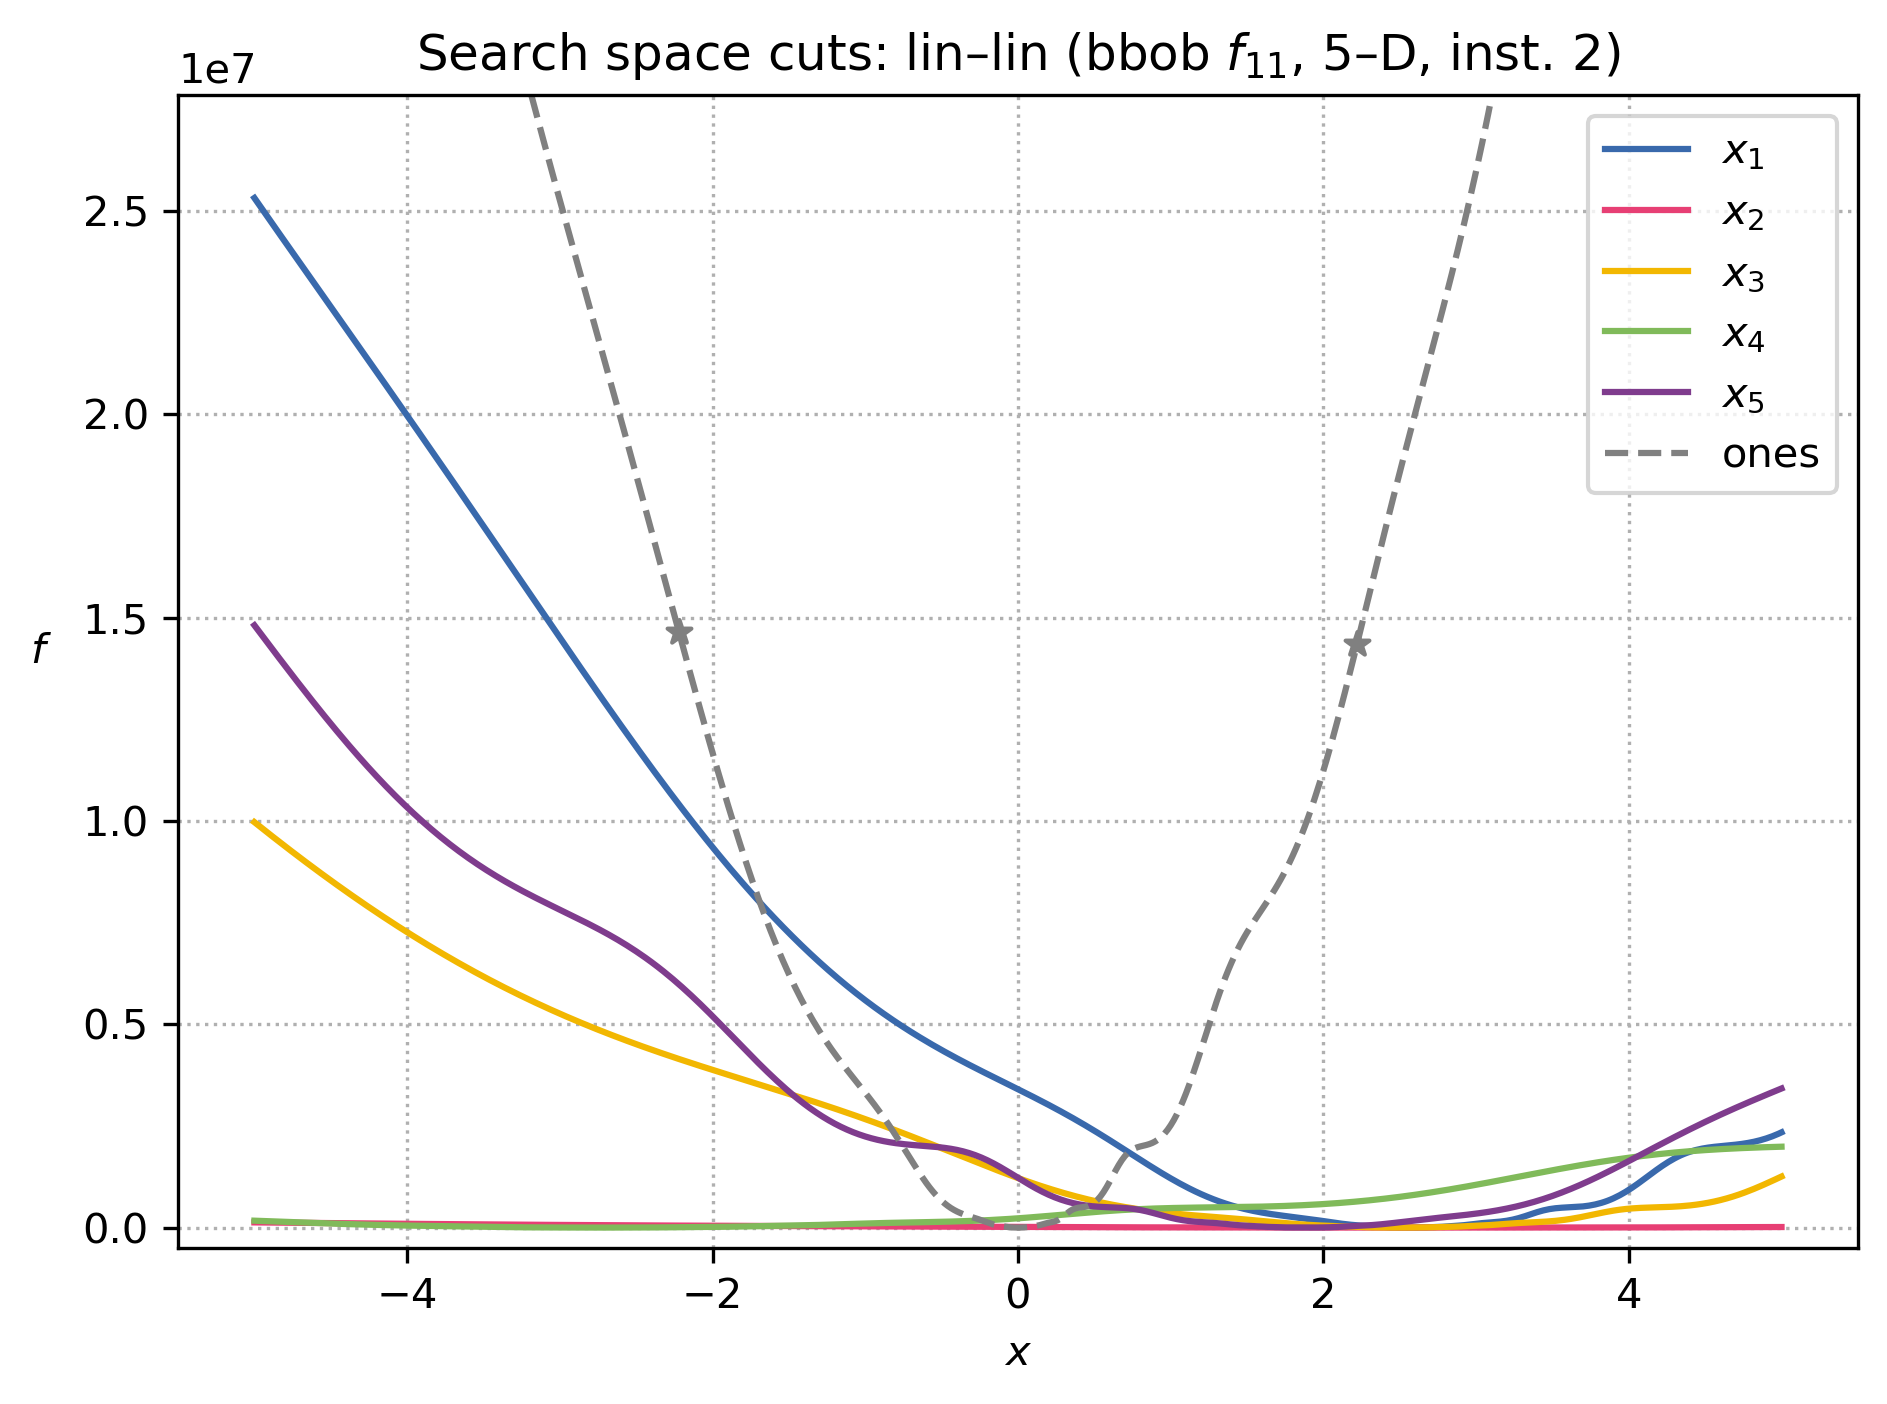 Search space cuts: lin–lin (bbob f₁₁, 5–D, inst. 2)
1e7
2.5
2.0
1.5
1.0
0.5
0.0
f
−4
−2
0
2
4
x
x₁
x₂
x₃
x₄
x₅
ones